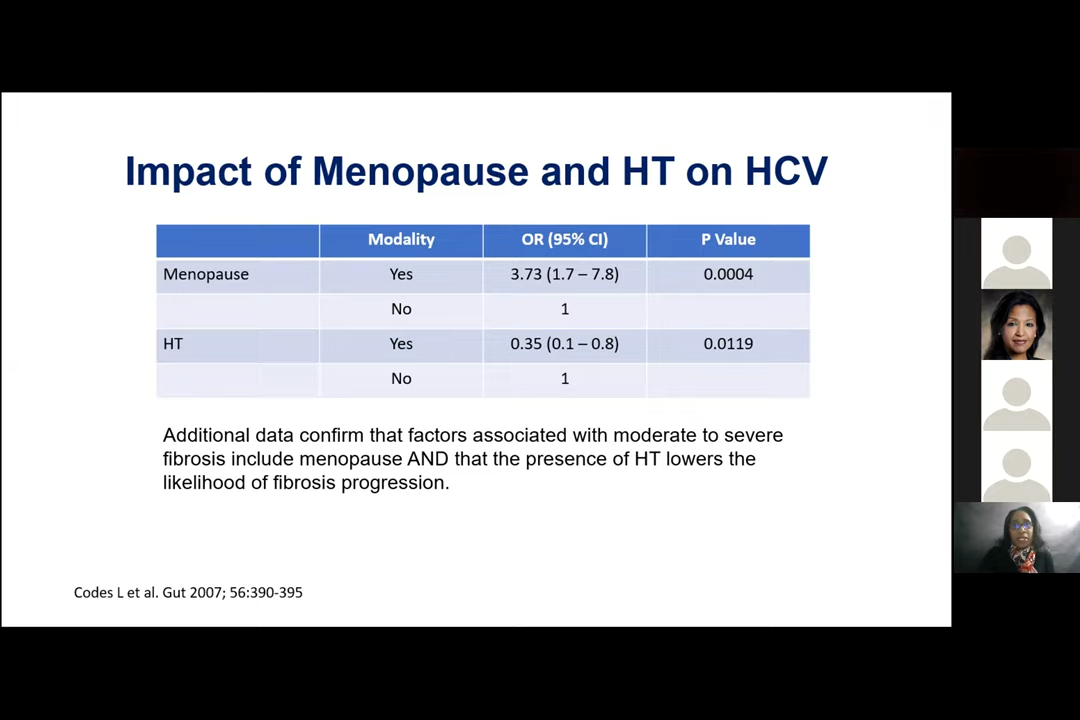 Impact of Menopause and HT on HCV
Modality OR (95% CI) P Value
Menopause Yes 3.73 (1.7 – 7.8) 0.0004
No 1
HT Yes 0.35 (0.1 – 0.8) 0.0119
No 1
Additional data confirm that factors associated with moderate to severe
fibrosis include menopause AND that the presence of HT lowers the
likelihood of fibrosis progression.
Codes L et al. Gut 2007; 56:390-395